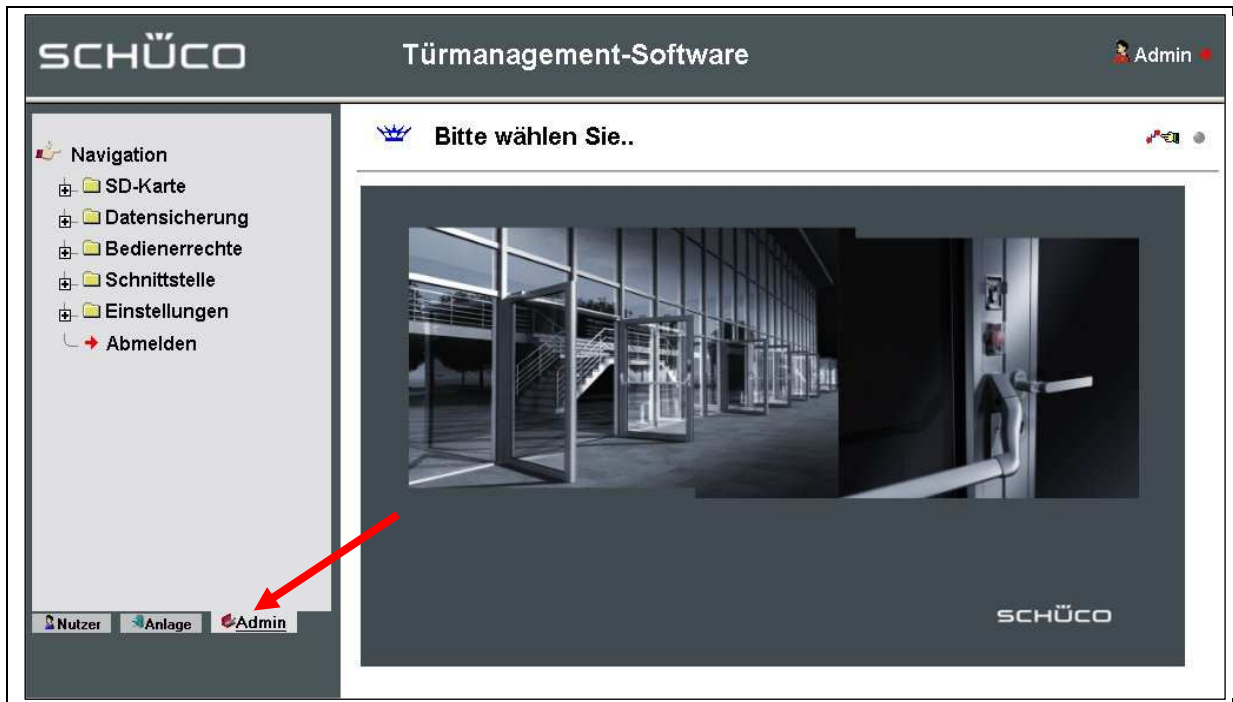 SCHÜCO
Türmanagement-Software
Admin
Navigation
SD-Karte
Datensicherung
Bedienerrechte
Schnittstelle
Einstellungen
Abmelden
Nutzer
Anlage
Admin
Bitte wählen Sie..
SCHÜCO